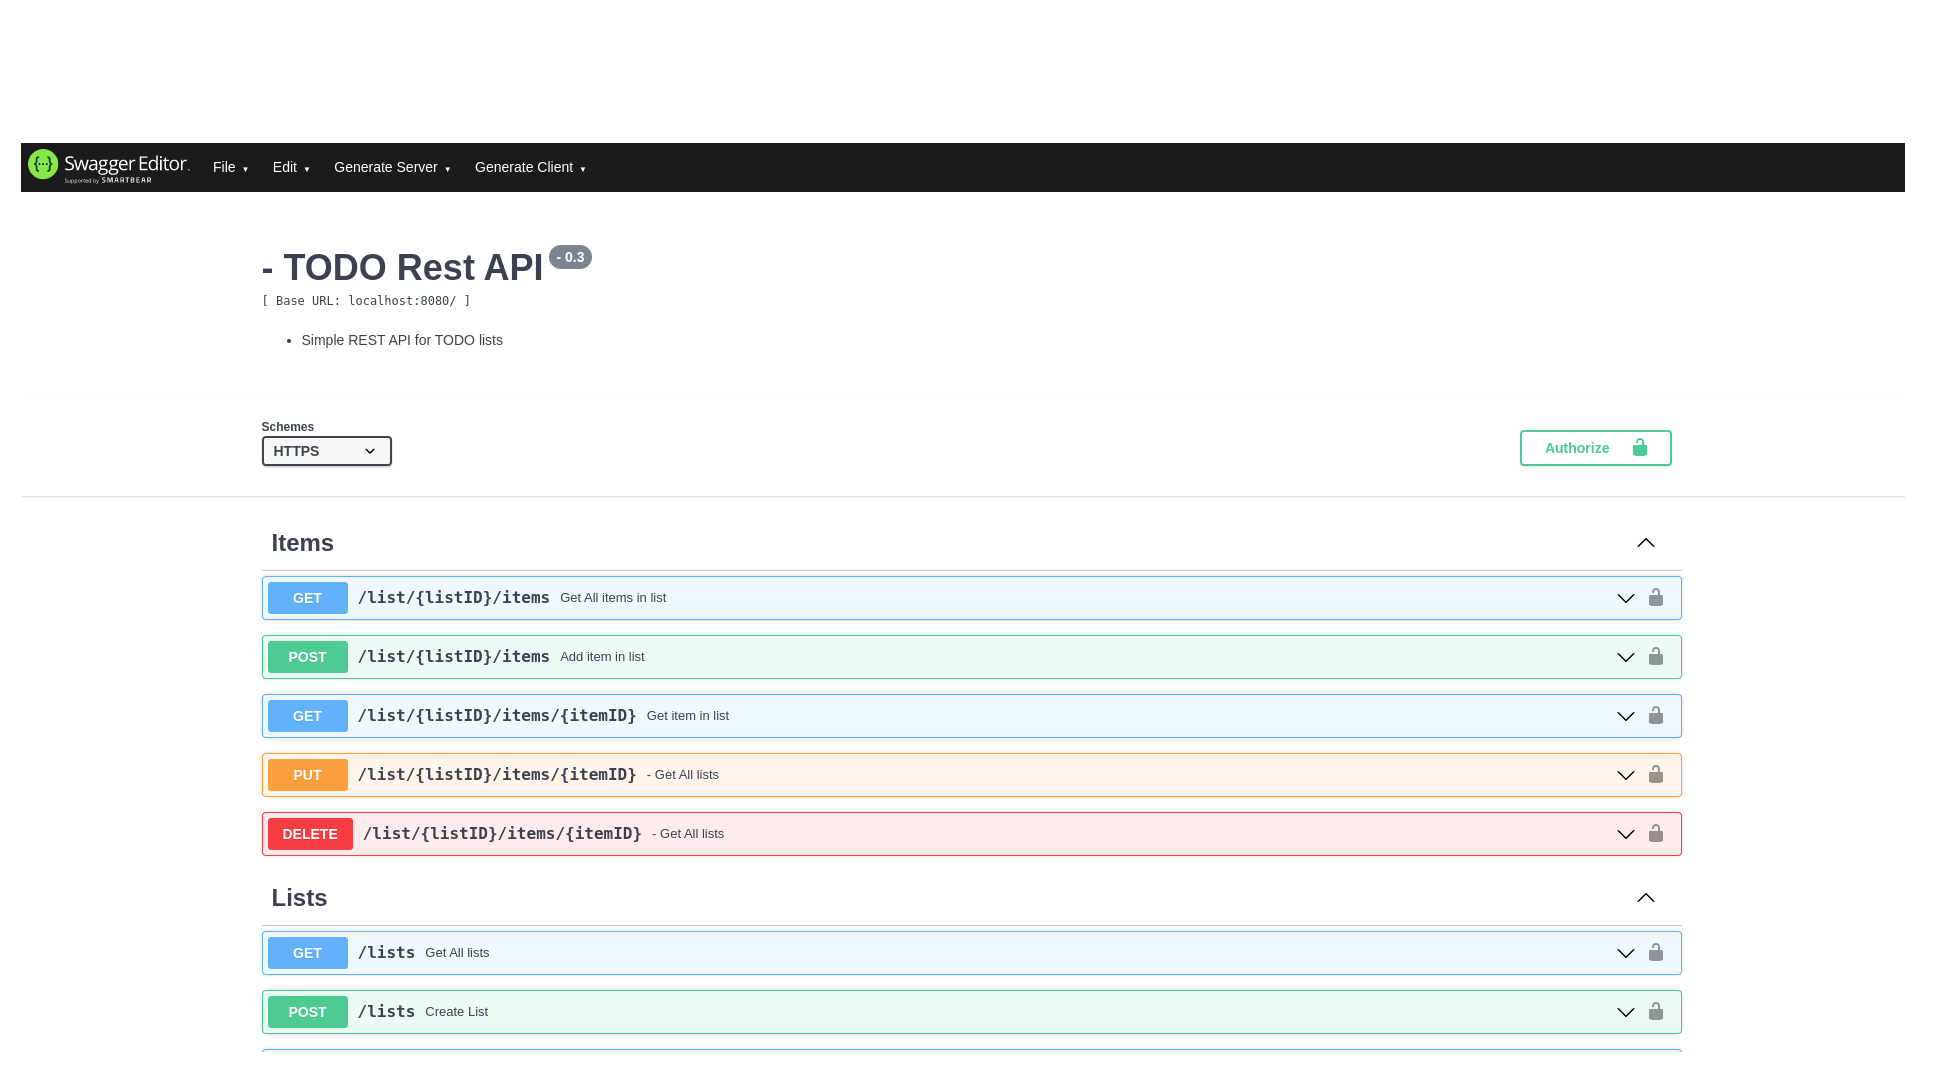 {···} Swagger Editor
Supported by SMARTBEAR
File ▾ Edit ▾ Generate Server ▾ Generate Client ▾
- TODO Rest API - 0.3
[ Base URL: localhost:8080/ ]
• Simple REST API for TODO lists
Schemes
HTTPS
Authorize
Items
GET /list/{listID}/items Get All items in list
POST /list/{listID}/items Add item in list
GET /list/{listID}/items/{itemID} Get item in list
PUT /list/{listID}/items/{itemID} - Get All lists
DELETE /list/{listID}/items/{itemID} - Get All lists
Lists
GET /lists Get All lists
POST /lists Create List